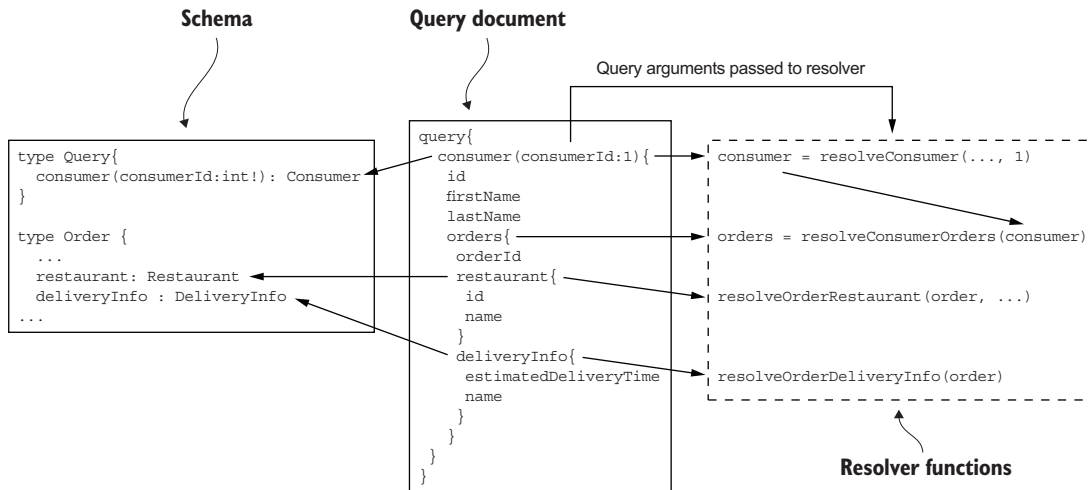 Schema
Query document
Query arguments passed to resolver
type Query{
consumer(consumerId:int!): Consumer
}
type Order {
...
restaurant: Restaurant
deliveryInfo : DeliveryInfo
...
query{
consumer(consumerId:1){
id
firstName
lastName
orders{
orderId
restaurant{
id
name
}
deliveryInfo{
estimatedDeliveryTime
name
}
}
}
}
consumer = resolveConsumer(..., 1)
orders = resolveConsumerOrders(consumer)
resolveOrderRestaurant(order, ...)
resolveOrderDeliveryInfo(order)
Resolver functions